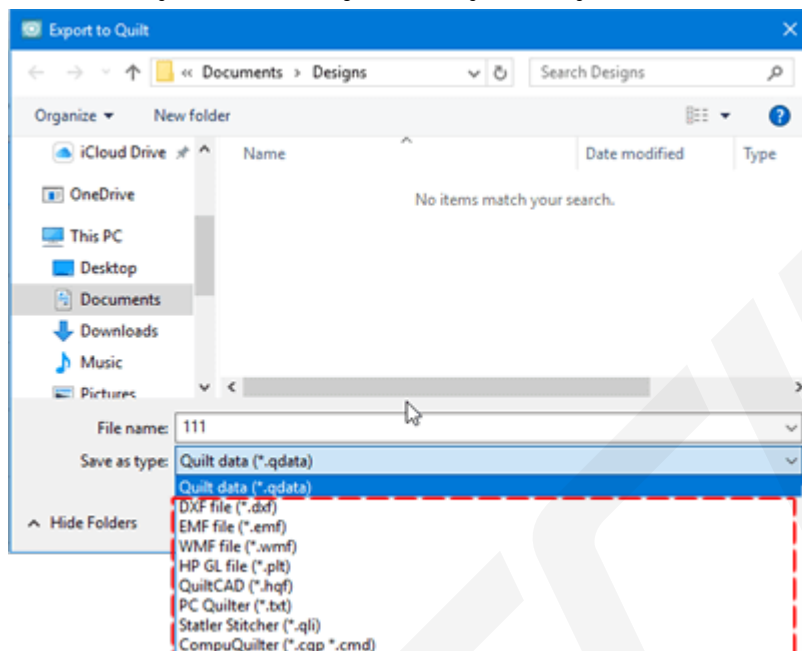 Export to Quilt
« Documents › Designs
Search Designs
Organize
New folder
iCloud Drive
OneDrive
This PC
Desktop
Documents
Downloads
Music
Pictures
Name
Date modified
Type
No items match your search.
File name: 111
Save as type: Quilt data (*.qdata)
Quilt data (*.qdata)
DXF file (*.dxf)
EMF file (*.emf)
WMF file (*.wmf)
HP GL file (*.plt)
QuiltCAD (*.hqf)
PC Quilter (*.txt)
Statler Stitcher (*.qli)
CompuQuilter (*.cqp *.cmd)
Hide Folders